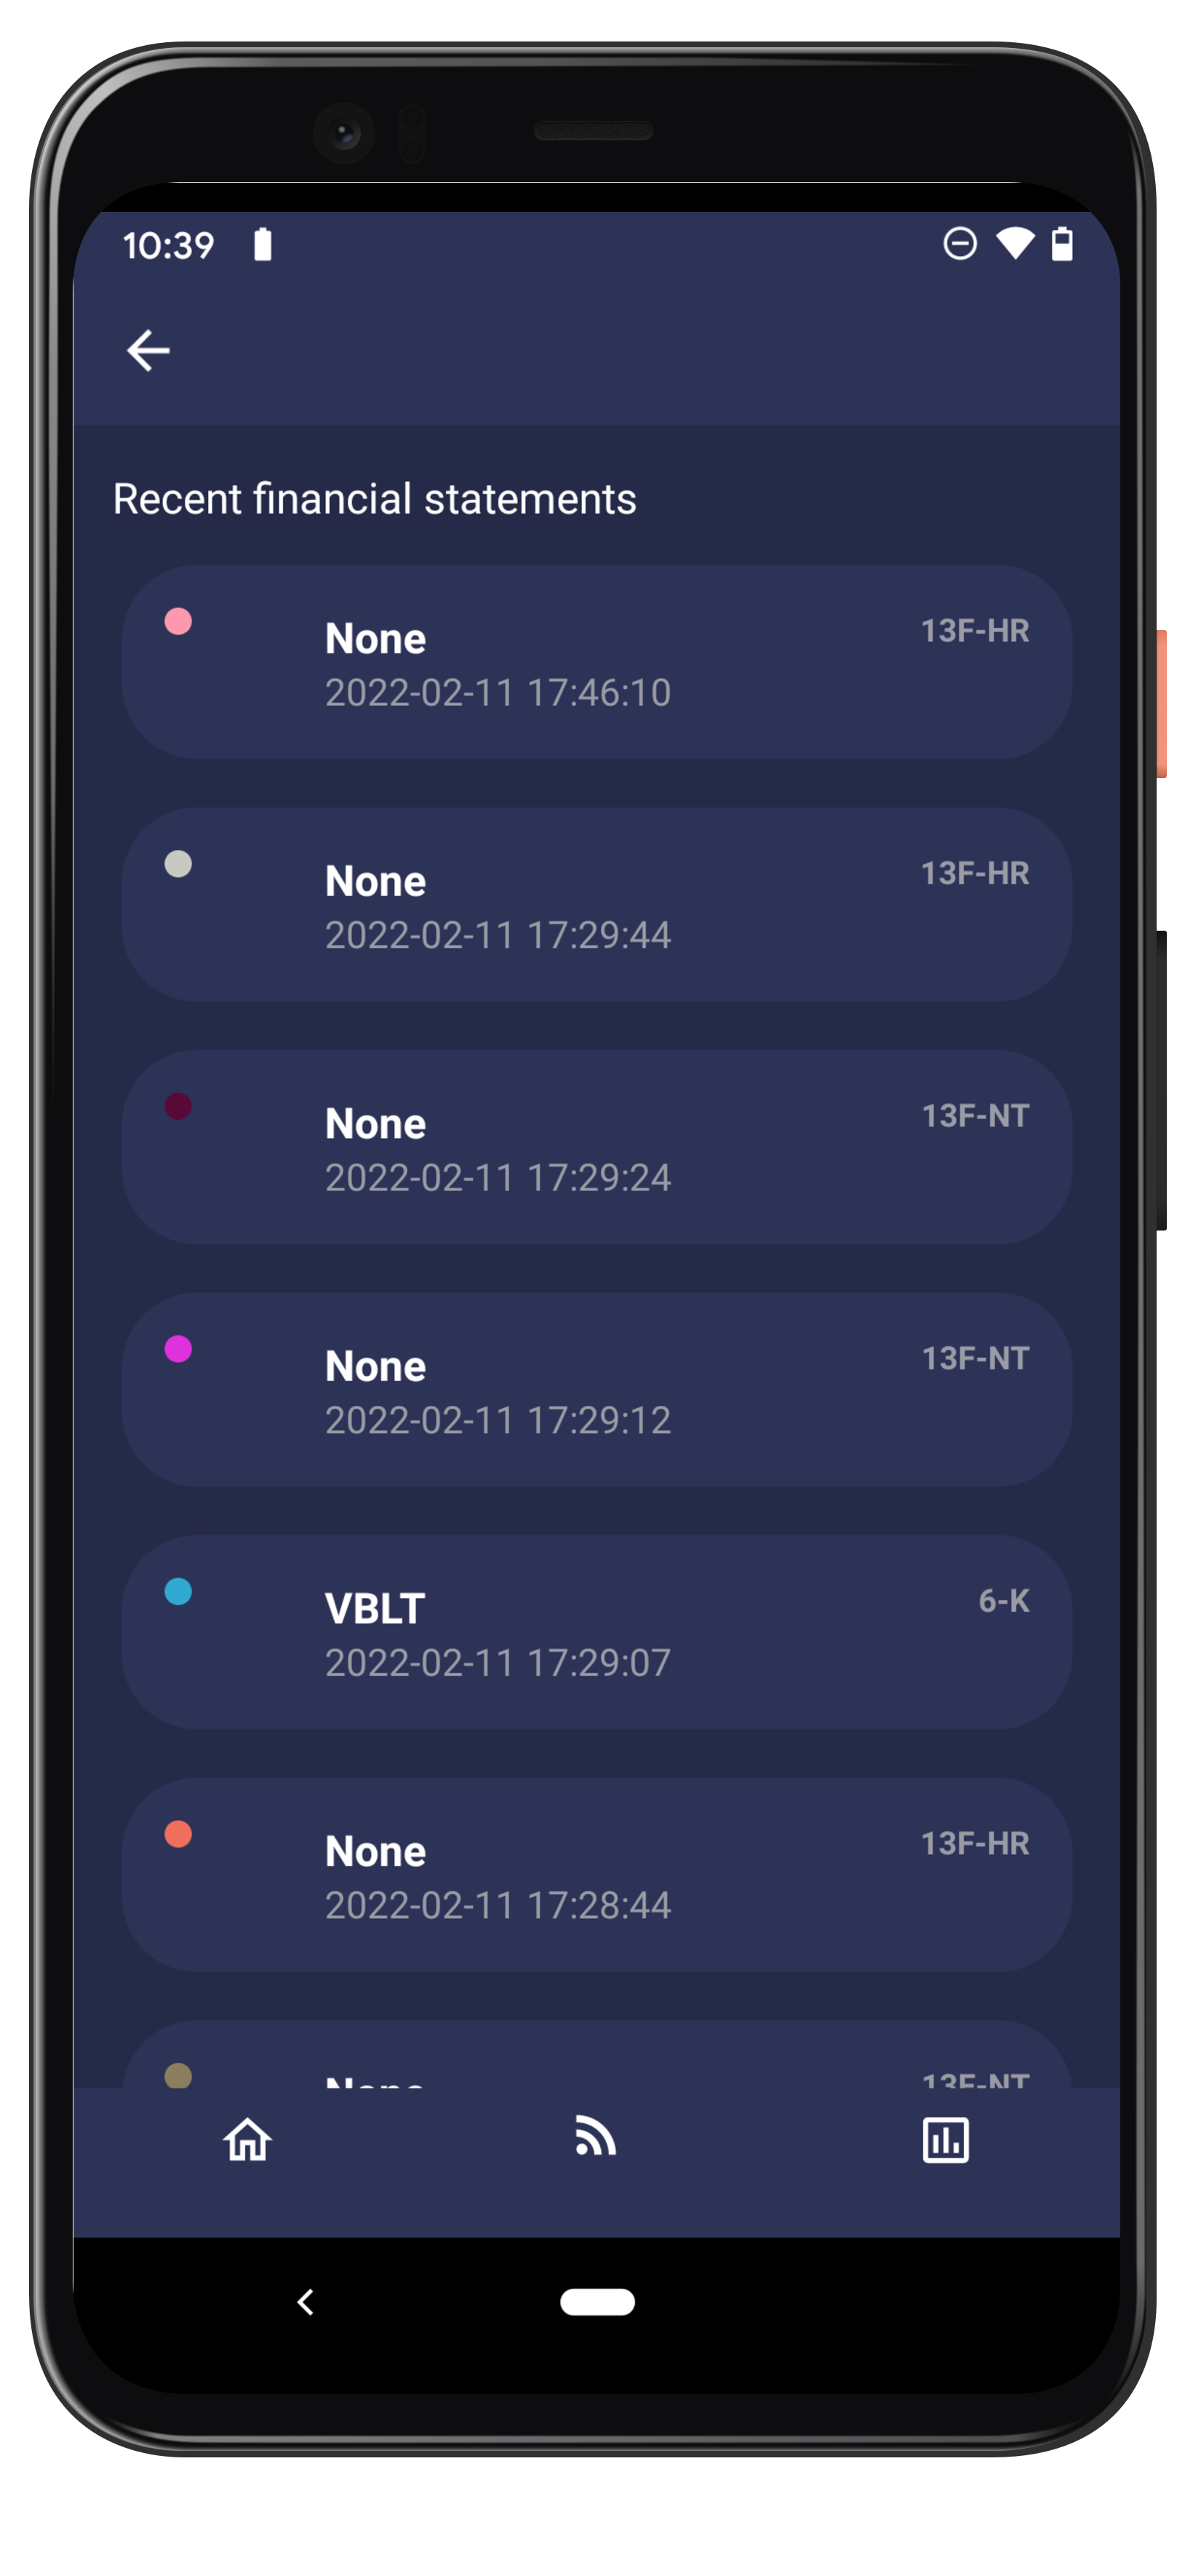 10:39
Recent financial statements
None
13F-HR
2022-02-11 17:46:10
None
13F-HR
2022-02-11 17:29:44
None
13F-NT
2022-02-11 17:29:24
None
13F-NT
2022-02-11 17:29:12
VBLT
6-K
2022-02-11 17:29:07
None
13F-HR
2022-02-11 17:28:44
None
13F-NT